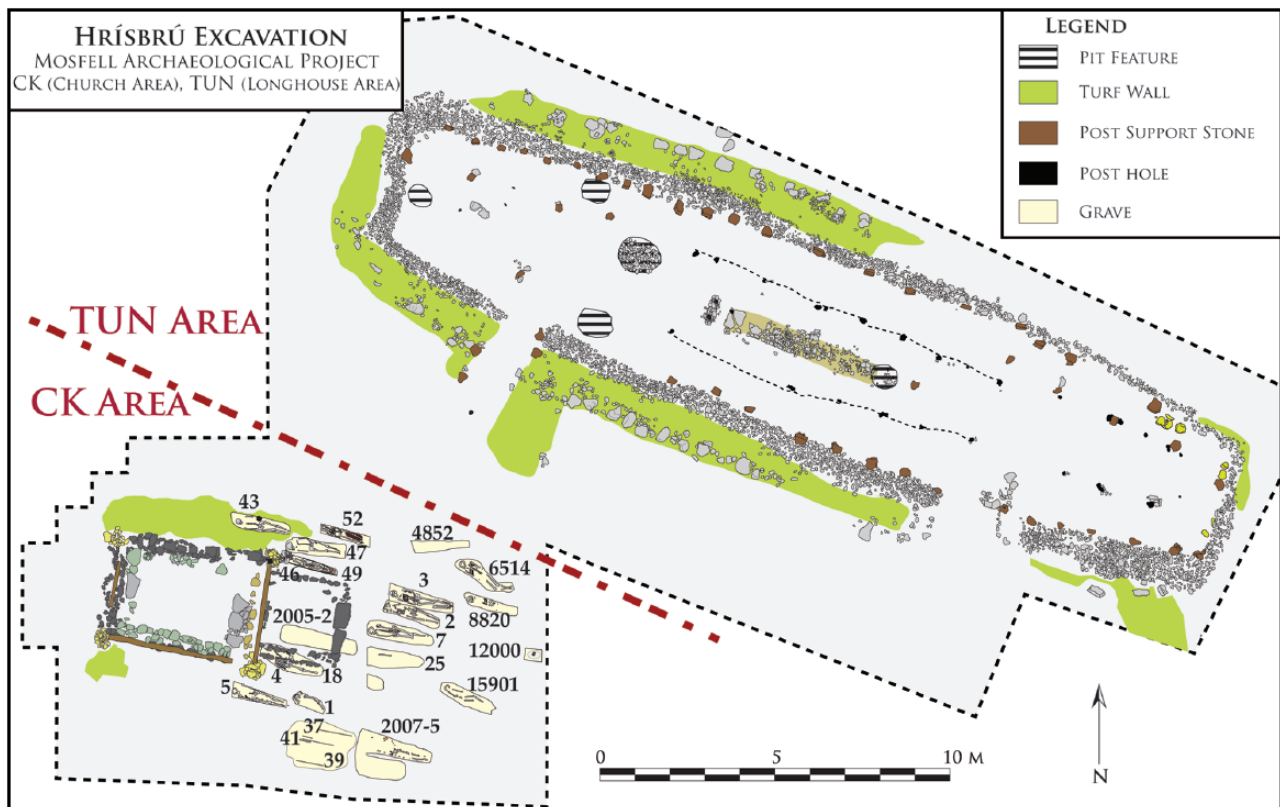 HRÍSBRÚ EXCAVATION
MOSFELL ARCHAEOLOGICAL PROJECT
CK (CHURCH AREA), TUN (LONGHOUSE AREA)
LEGEND
PIT FEATURE
TURF WALL
POST SUPPORT STONE
POST HOLE
GRAVE
TUN AREA
CK AREA
43
52
47
46
49
4852
6514
3
2
8820
2005-2
7
12000
25
4
18
5
15901
1
37
2007-5
41
39
0 5 10 M
N